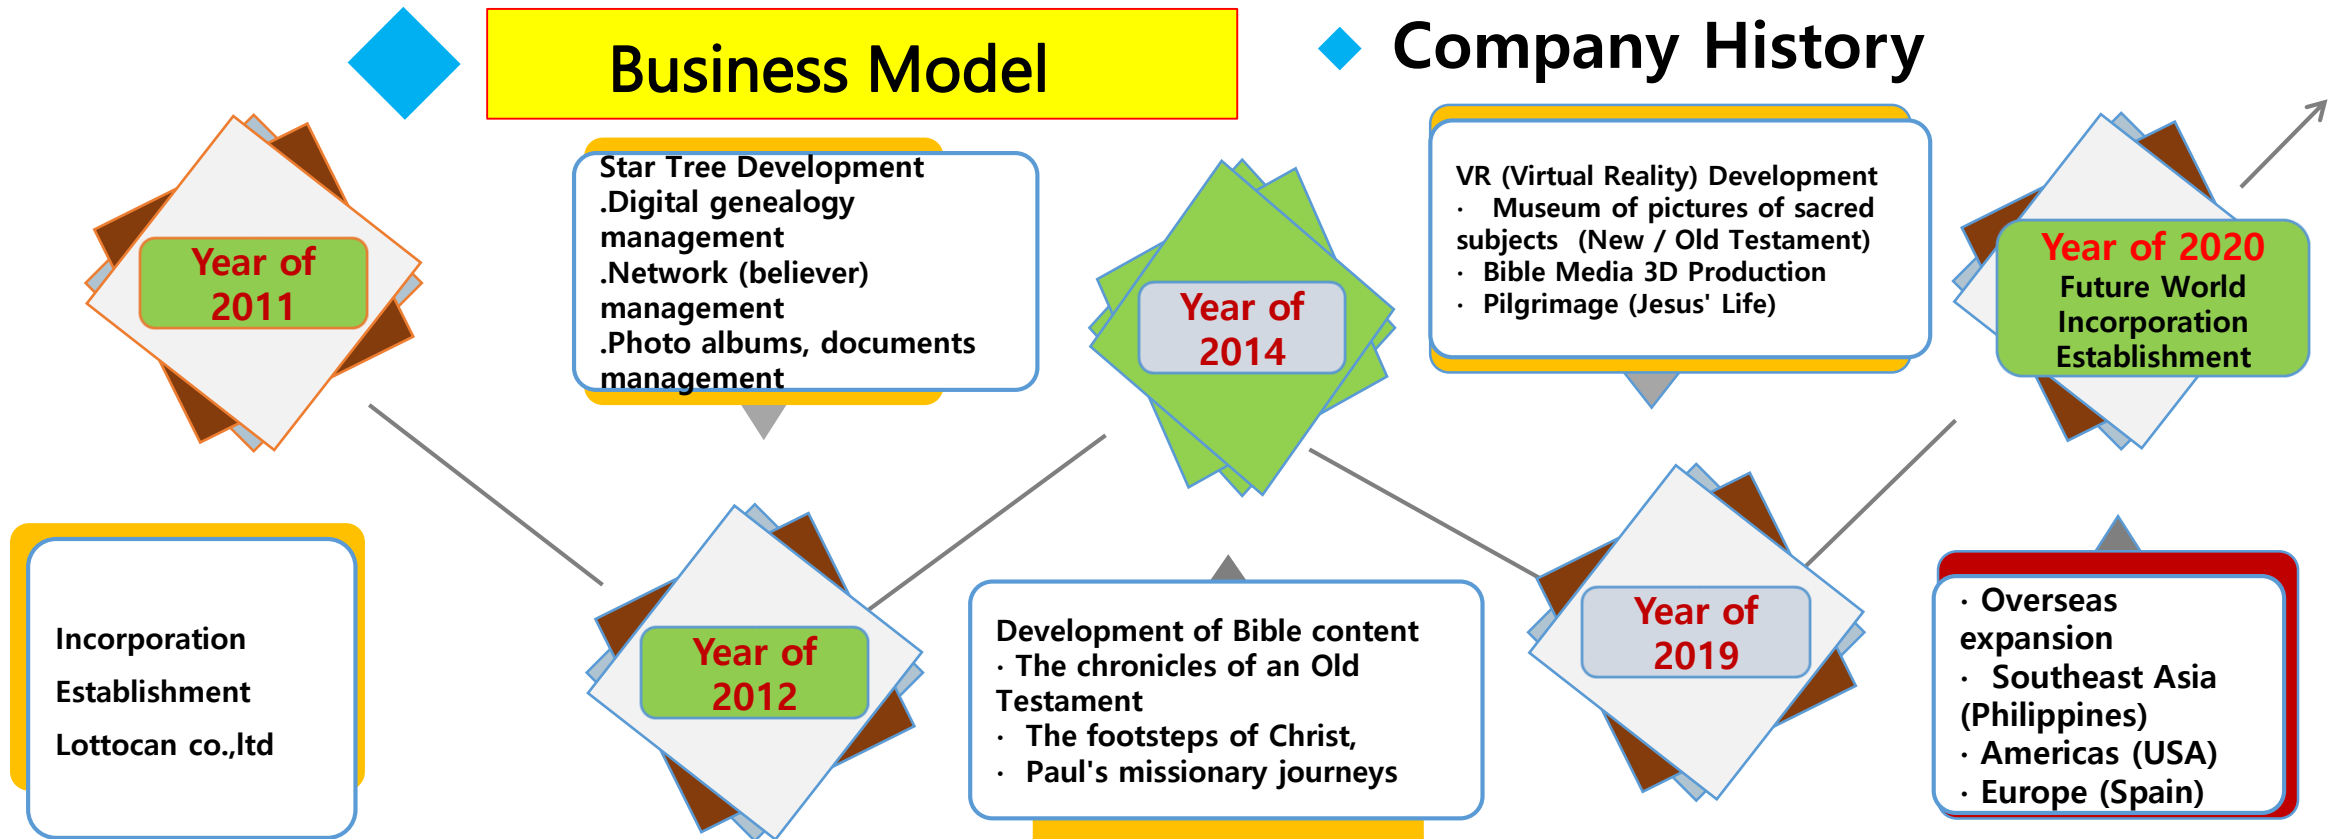 Business Model
Company History
Year of
2011
Incorporation
Establishment
Lottocan co.,ltd
Star Tree Development
.Digital genealogy
management
.Network (believer)
management
.Photo albums, documents
management
Year of
2012
Year of
2014
Development of Bible content
· The chronicles of an Old
Testament
· The footsteps of Christ,
· Paul's missionary journeys
VR (Virtual Reality) Development
· Museum of pictures of sacred
subjects (New / Old Testament)
· Bible Media 3D Production
· Pilgrimage (Jesus' Life)
Year of
2019
Year of 2020
Future World
Incorporation
Establishment
· Overseas
expansion
· Southeast Asia
(Philippines)
· Americas (USA)
· Europe (Spain)